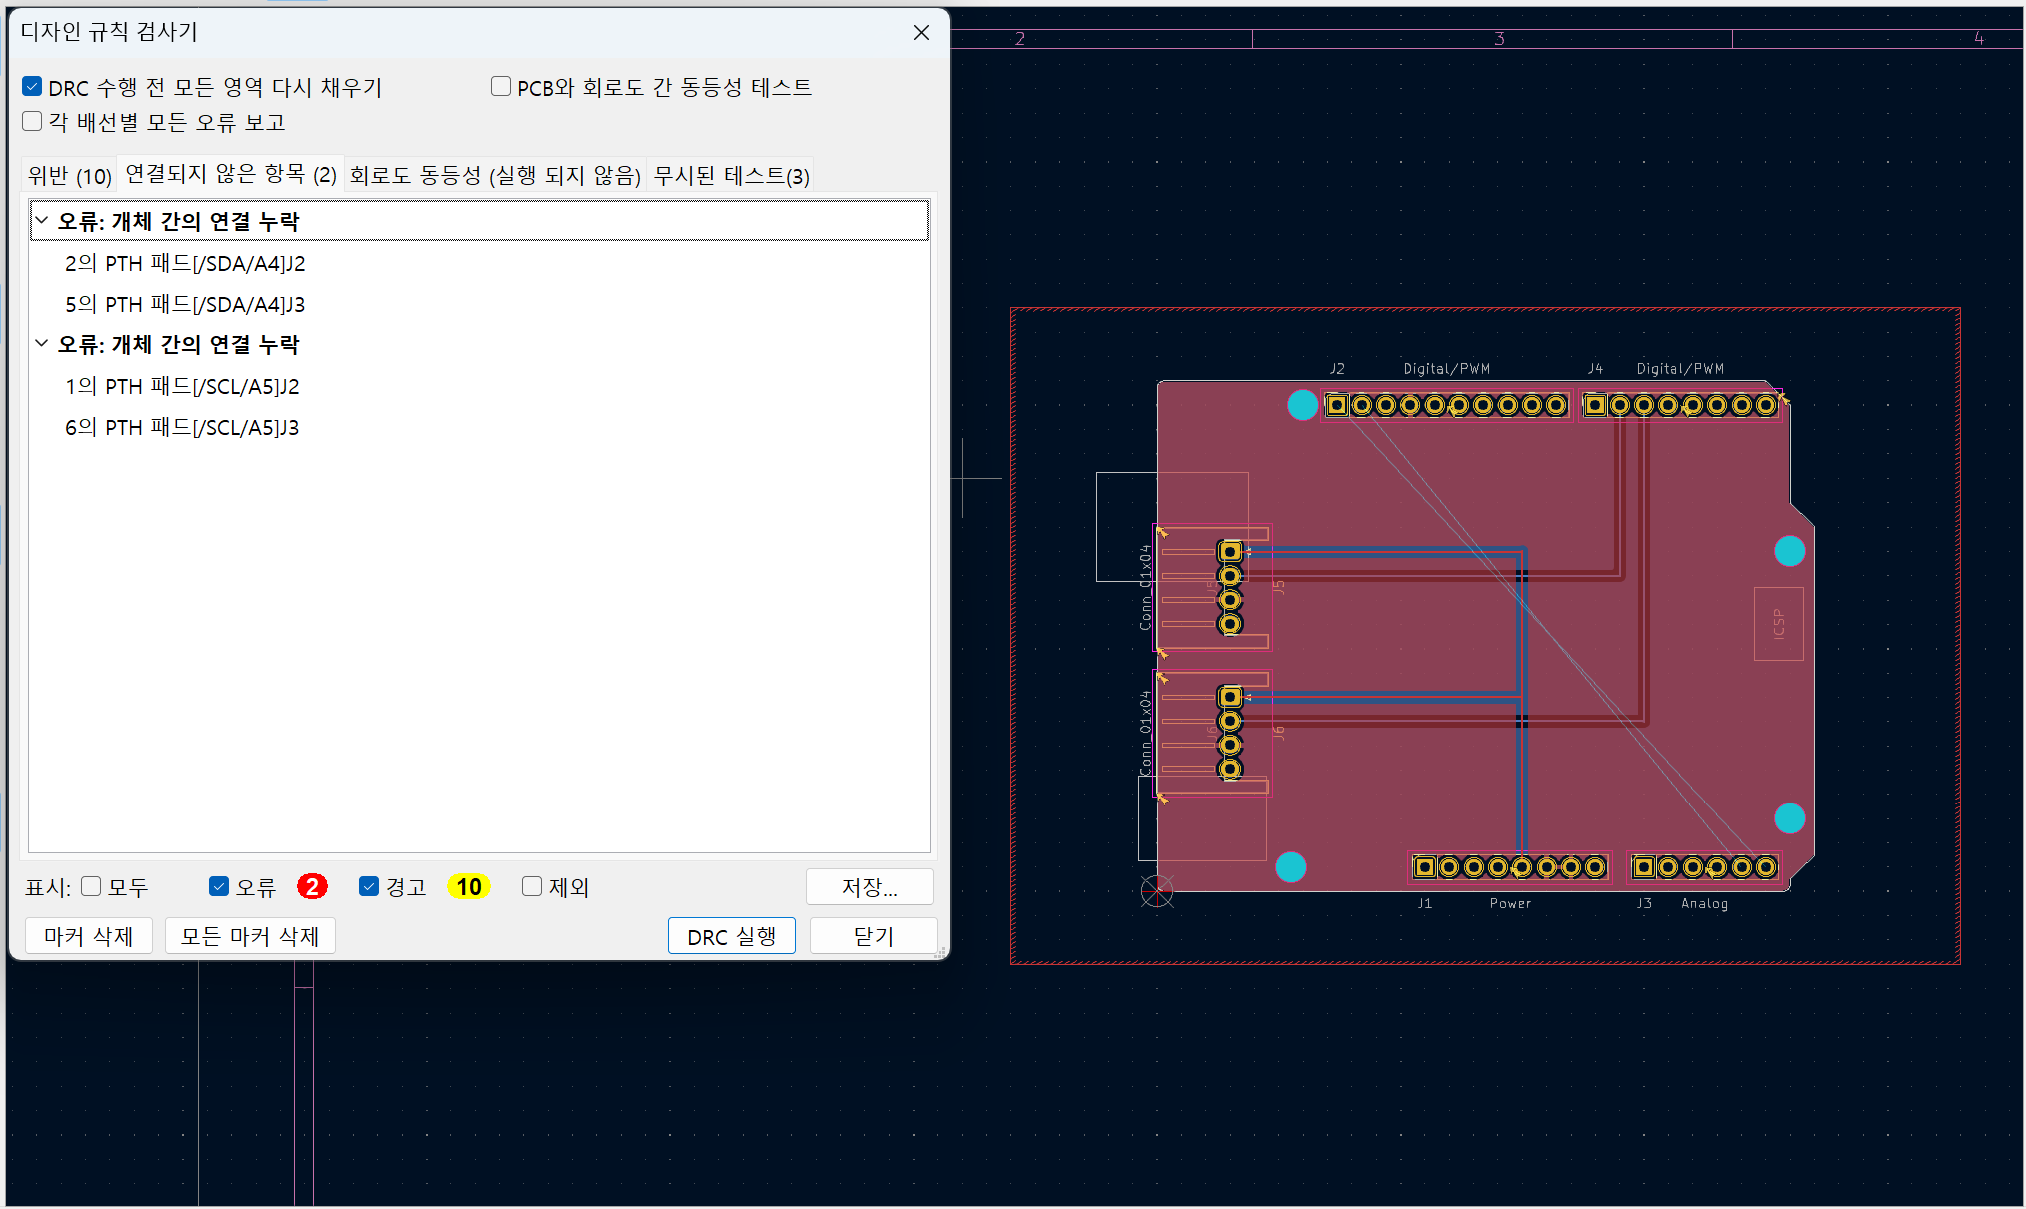 디자인 규칙 검사기
DRC 수행 전 모든 영역 다시 채우기
PCB와 회로도 간 동등성 테스트
각 배선별 모든 오류 보고
위반 (10)
연결되지 않은 항목 (2)
회로도 동등성 (실행 되지 않음)
무시된 테스트(3)
오류: 개체 간의 연결 누락
2의 PTH 패드[/SDA/A4]J2
5의 PTH 패드[/SDA/A4]J3
오류: 개체 간의 연결 누락
1의 PTH 패드[/SCL/A5]J2
6의 PTH 패드[/SCL/A5]J3
표시:
모두
오류
2
경고
10
제외
저장...
마커 삭제
모든 마커 삭제
DRC 실행
닫기
2
3
4
J2
Digital/PWM
J4
Digital/PWM
Conn_01x04
J5
J5
ICSP
Conn_01x04
J6
J6
J1
Power
J3
Analog